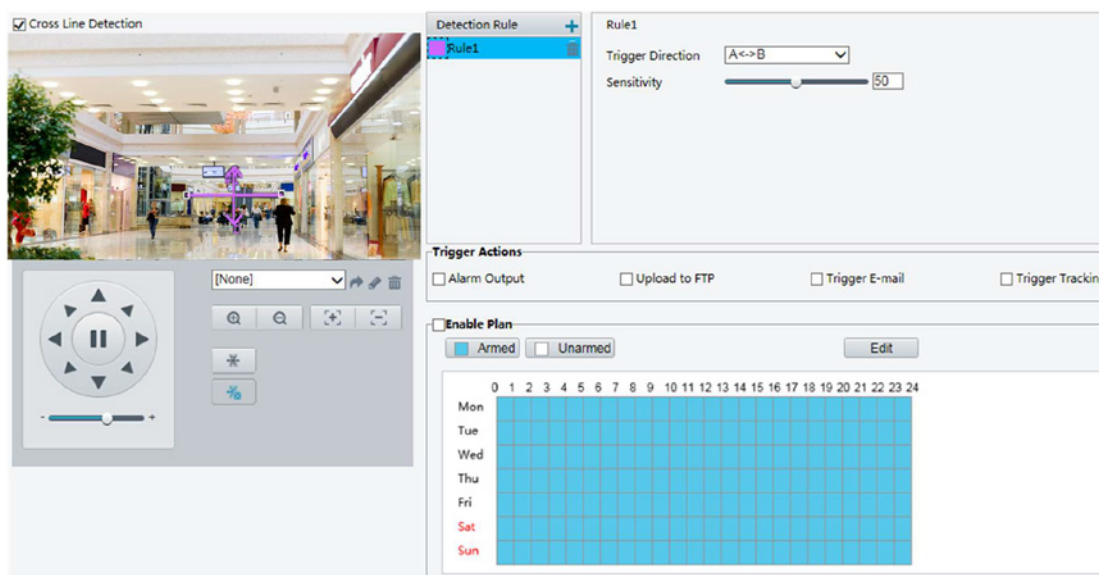 Cross Line Detection
Detection Rule
Rule1
Rule1
Trigger Direction A<->B
Sensitivity 50
[None]
Trigger Actions
Alarm Output Upload to FTP Trigger E-mail Trigger Trackin
Enable Plan
Armed Unarmed Edit
0 1 2 3 4 5 6 7 8 9 10 11 12 13 14 15 16 17 18 19 20 21 22 23 24
Mon
Tue
Wed
Thu
Fri
Sat
Sun
- +